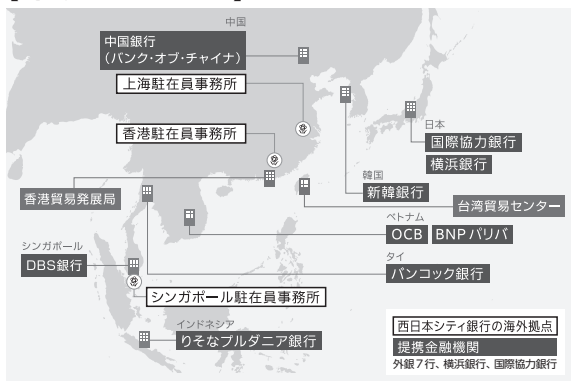 中国
中国銀行
（バンク・オブ・チャイナ）
上海駐在員事務所
香港駐在員事務所
日本
国際協力銀行
横浜銀行
韓国
新韓銀行
香港貿易発展局
台湾貿易センター
ベトナム
OCB
BNPパリバ
シンガポール
DBS銀行
タイ
バンコック銀行
シンガポール駐在員事務所
インドネシア
りそなプルダニア銀行
西日本シティ銀行の海外拠点
提携金融機関
外銀7行、横浜銀行、国際協力銀行